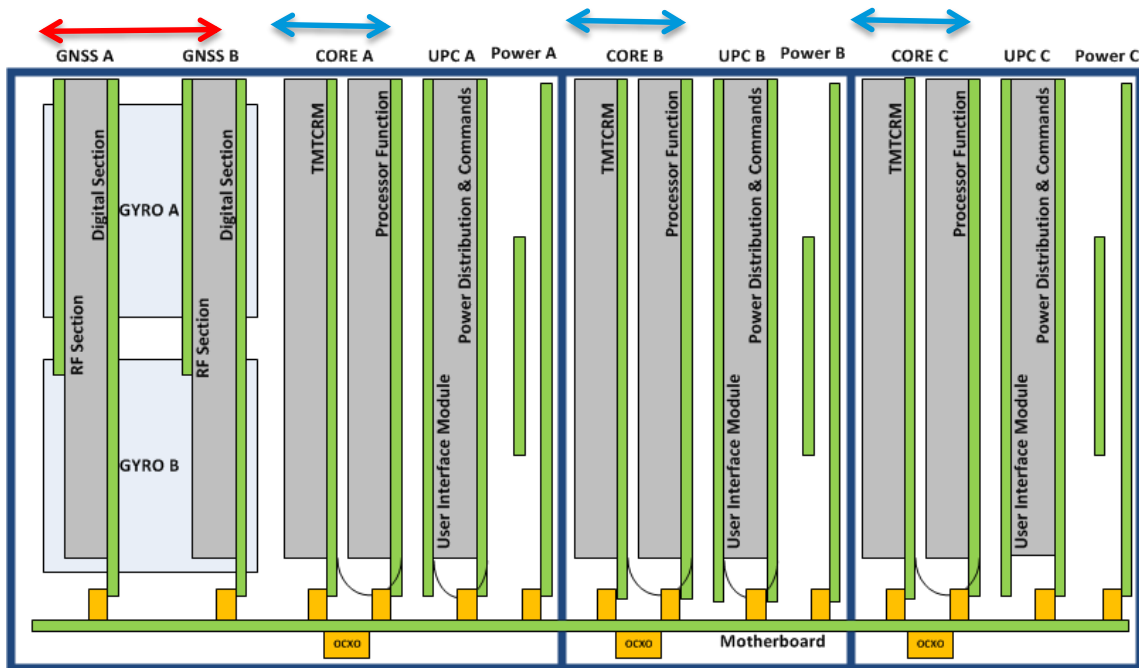 GNSS A
GNSS B
CORE A
UPC A
Power A
CORE B
UPC B
Power B
CORE C
UPC C
Power C
RF Section
Digital Section
RF Section
Digital Section
GYRO A
GYRO B
TMTCRM
Processor Function
User Interface Module
Power Distribution & Commands
TMTCRM
Processor Function
User Interface Module
Power Distribution & Commands
TMTCRM
Processor Function
User Interface Module
Power Distribution & Commands
OCXO
OCXO
Motherboard
OCXO